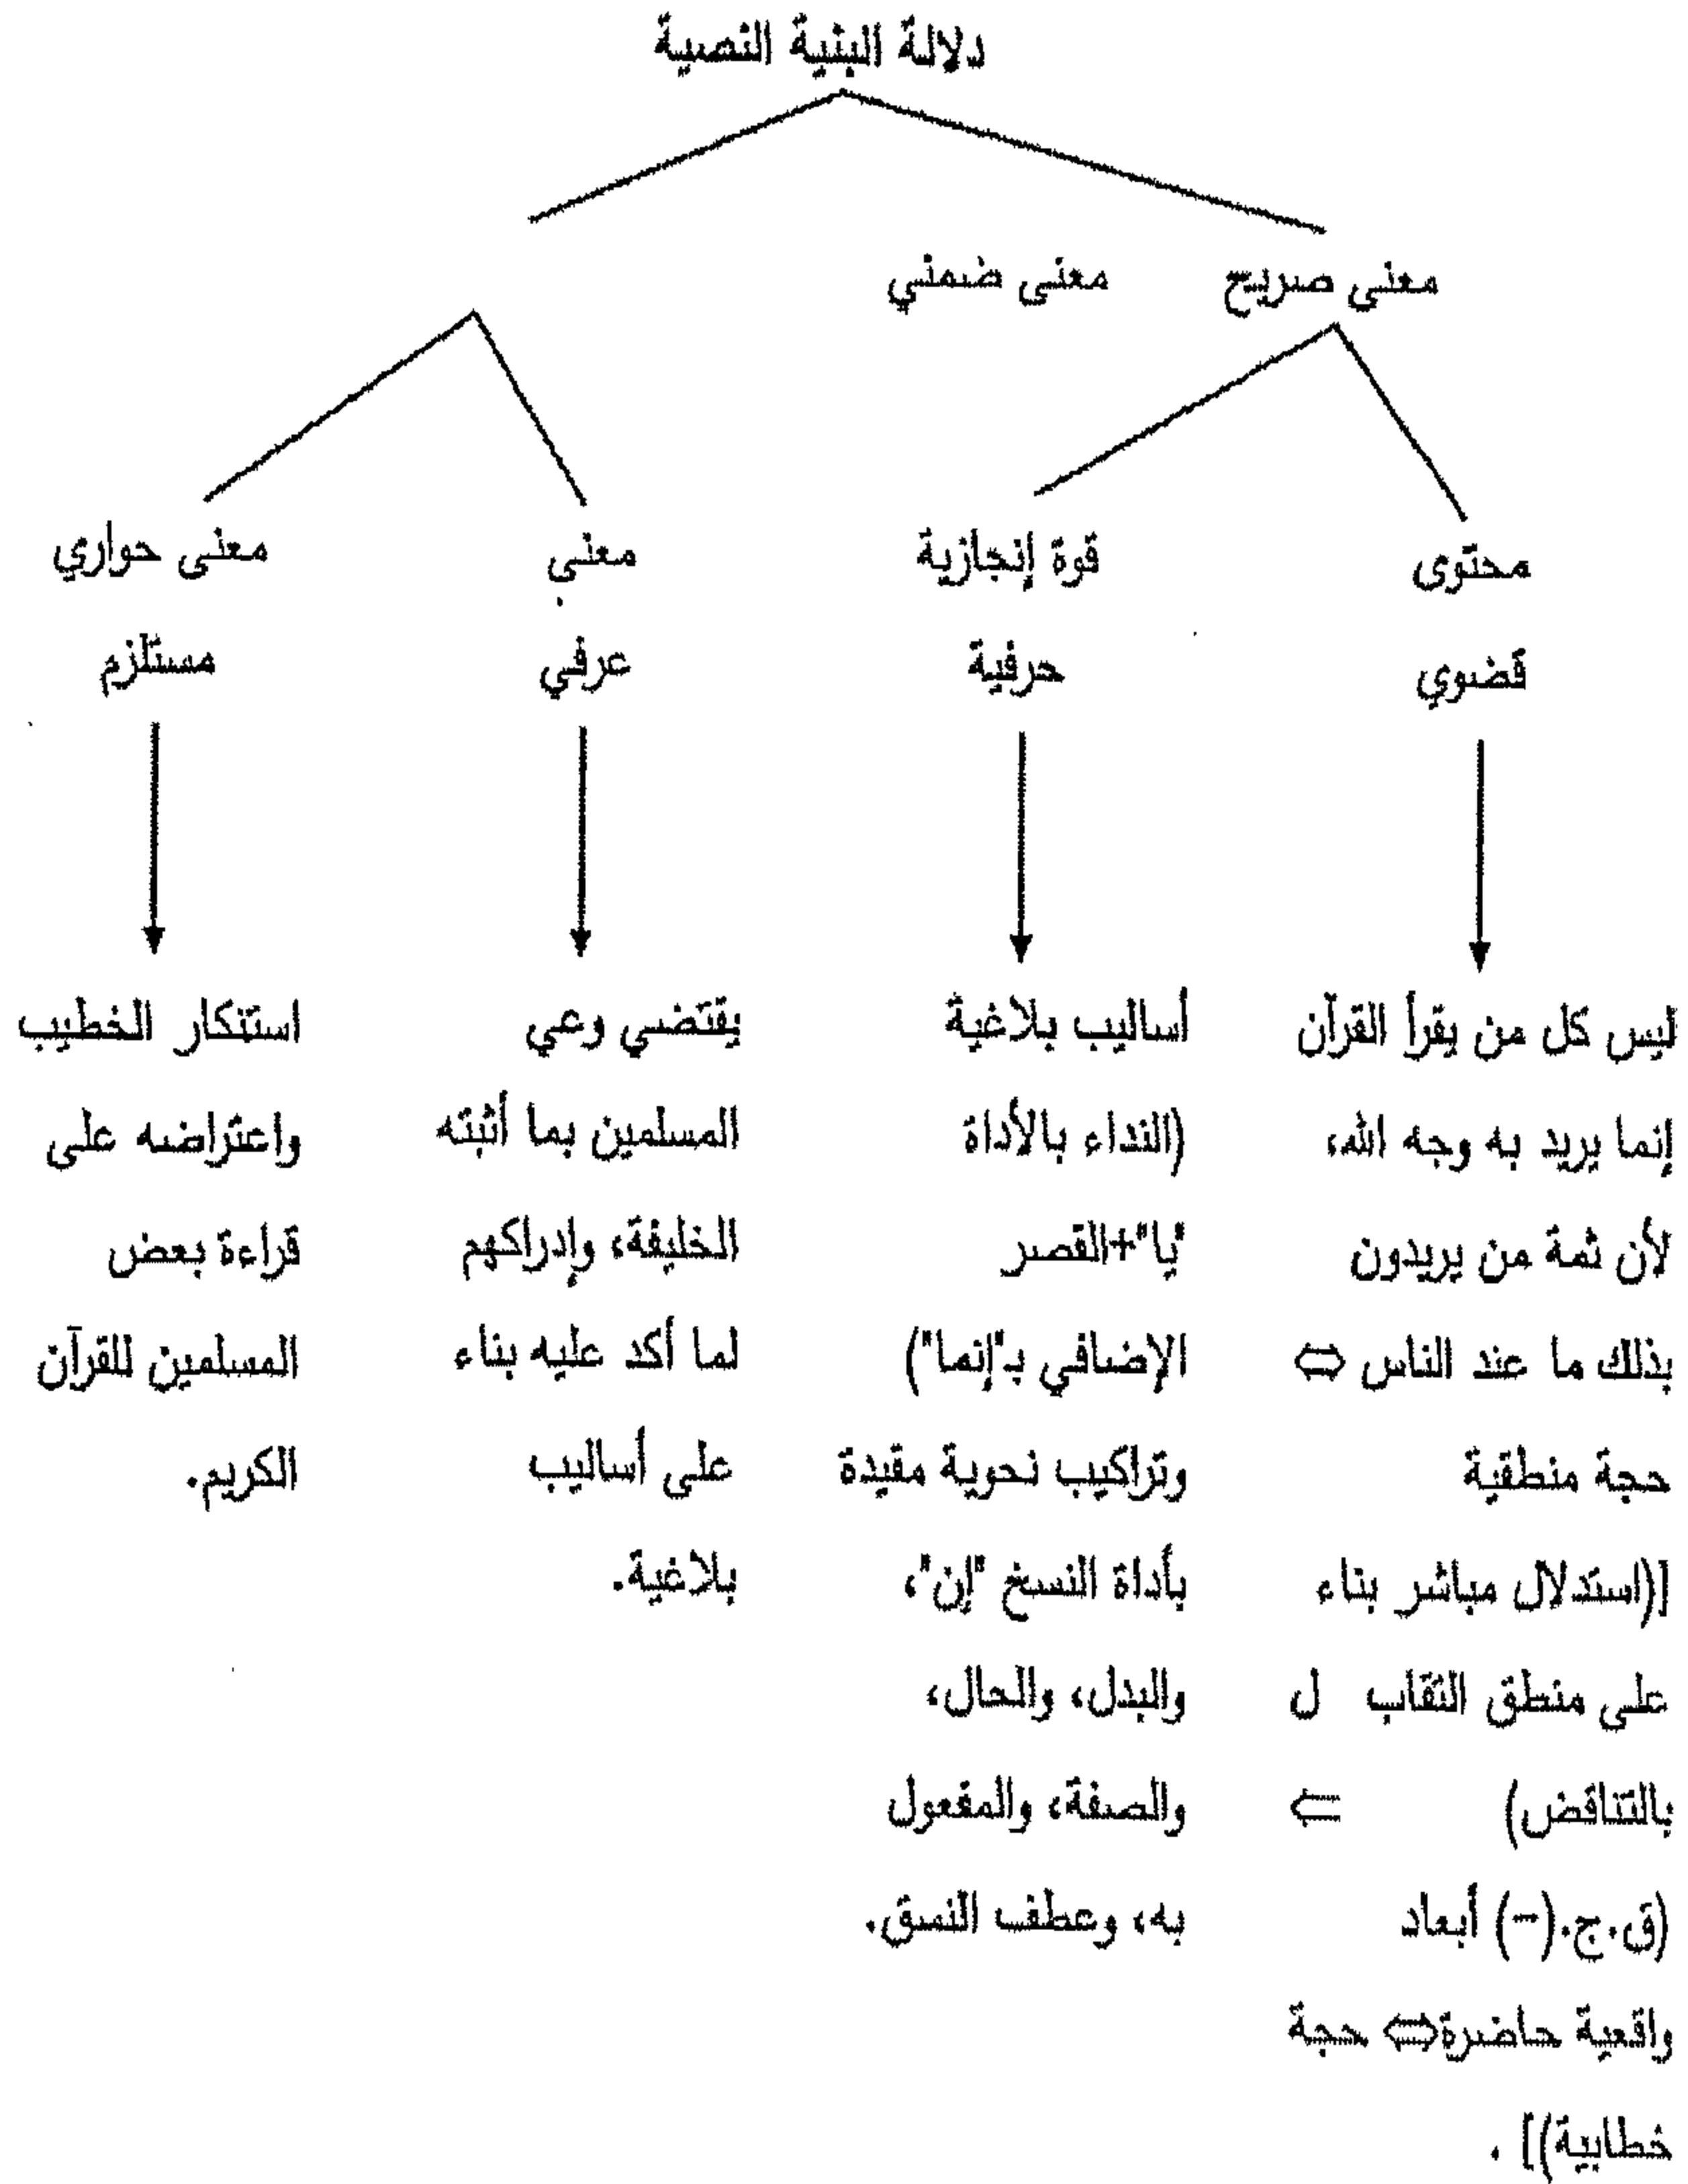 دلالة البنية النصية
معنى صريح
معنى ضمني
محتوى
قضوي
قوة إنجازية
حرفية
معنى
عرفي
معنى حواري
مستلزم
ليس كل من يقرأ القرآن
إنما يريد به وجه الله،
لأن ثمة من يريدون
بذلك ما عند الناس ⇔
حجة منطقية
[(استدلال مباشر بناء
على منطق التقاب ل
بالتناقض) ⇐
(ق.ج.(-) أبعاد
واقعية حاضرة⇔ حجة
خطابية)] .
أساليب بلاغية
(النداء بالأداة
"يا"+القصر
الإضافي بـ"إنما")
وتراكيب نحوية مقيدة
بأداة النسخ "إن"،
والبدل، والحال،
والصفة، والمفعول
به، وعطف النسق.
يقتضي وعي
المسلمين بما أثبته
الخليفة، وإدراكهم
لما أكد عليه بناء
على أساليب
بلاغية.
استنكار الخطيب
واعتراضه على
قراءة بعض
المسلمين للقرآن
الكريم.